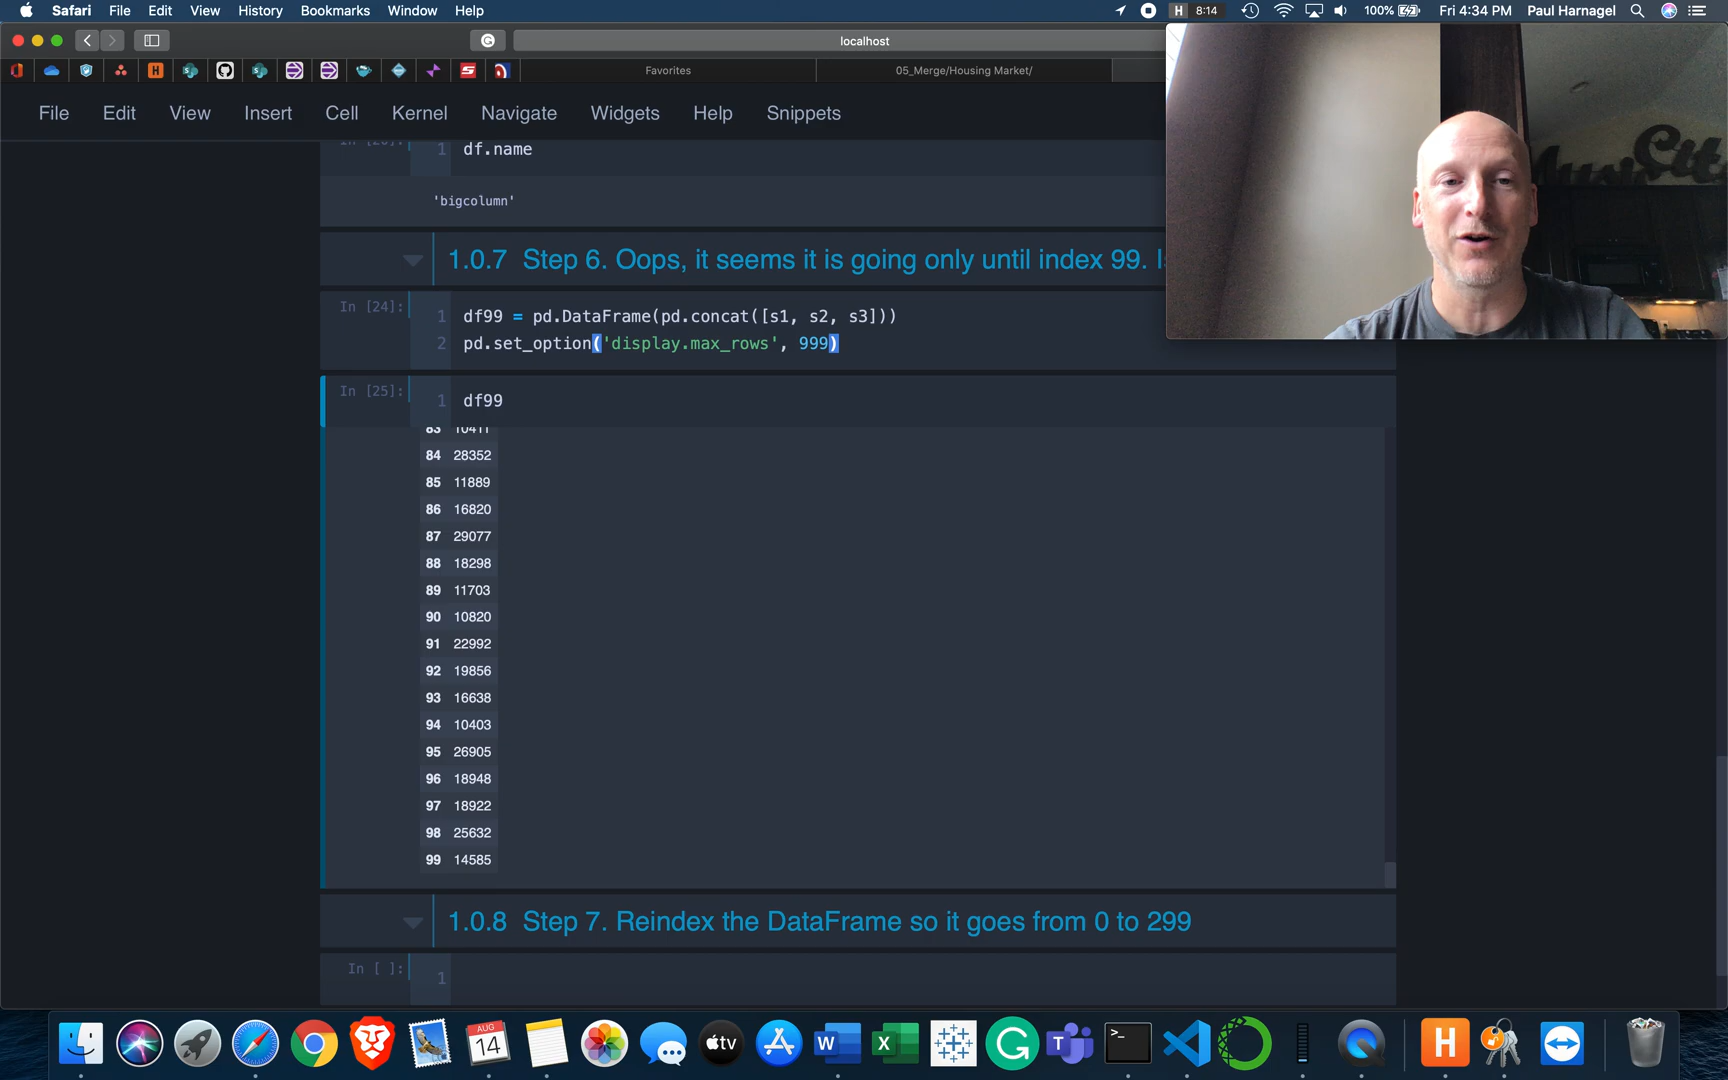 Safari File Edit View History Bookmarks Window Help
H 8:14 100% Fri 4:34 PM Paul Harnagel
localhost
Favorites 05_Merge/Housing Market/
File Edit View Insert Cell Kernel Navigate Widgets Help Snippets
1 df.name
'bigcolumn'
1.0.7 Step 6. Oops, it seems it is going only until index 99.
In [24]: 1 df99 = pd.DataFrame(pd.concat([s1, s2, s3]))
2 pd.set_option('display.max_rows', 999)
In [25]: 1 df99
83 10411
84 28352
85 11889
86 16820
87 29077
88 18298
89 11703
90 10820
91 22992
92 19856
93 16638
94 10403
95 26905
96 18948
97 18922
98 25632
99 14585
1.0.8 Step 7. Reindex the DataFrame so it goes from 0 to 299
In [ ]: 1
AUG
14
tv
W
X
G
T
>_
H